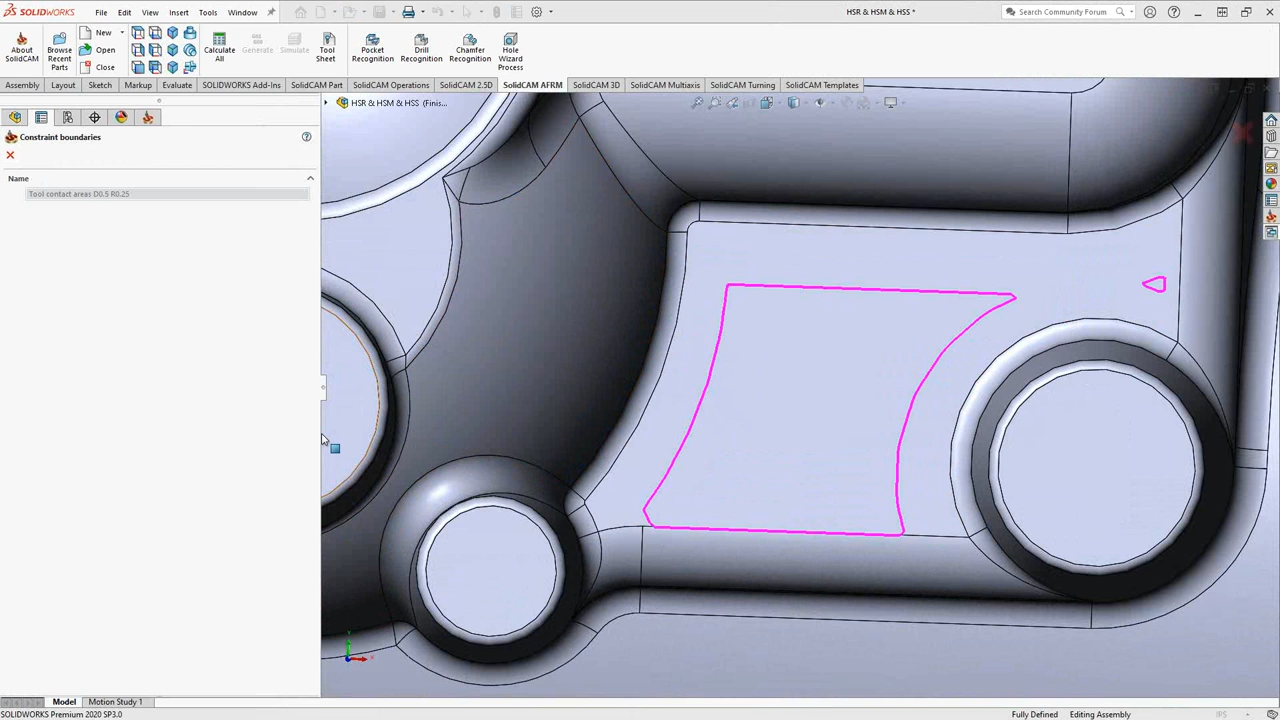 SOLIDWORKS File Edit View Insert Tools Window HSR & HSM & HSS * Search Community Forum
About SolidCAM Browse Recent Parts New Open Close Calculate All Generate Simulate Tool Sheet Pocket Recognition Drill Recognition Chamfer Recognition Hole Wizard Process
Assembly Layout Sketch Markup Evaluate SOLIDWORKS Add-Ins SolidCAM Part SolidCAM Operations SolidCAM 2.5D SolidCAM AFRM SolidCAM 3D SolidCAM Multiaxis SolidCAM Turning SolidCAM Templates
HSR & HSM & HSS (Finis...
Constraint boundaries
Name
Tool contact areas D0.5 R0.25
Model Motion Study 1
SOLIDWORKS Premium 2020 SP3.0 Fully Defined Editing Assembly IPS